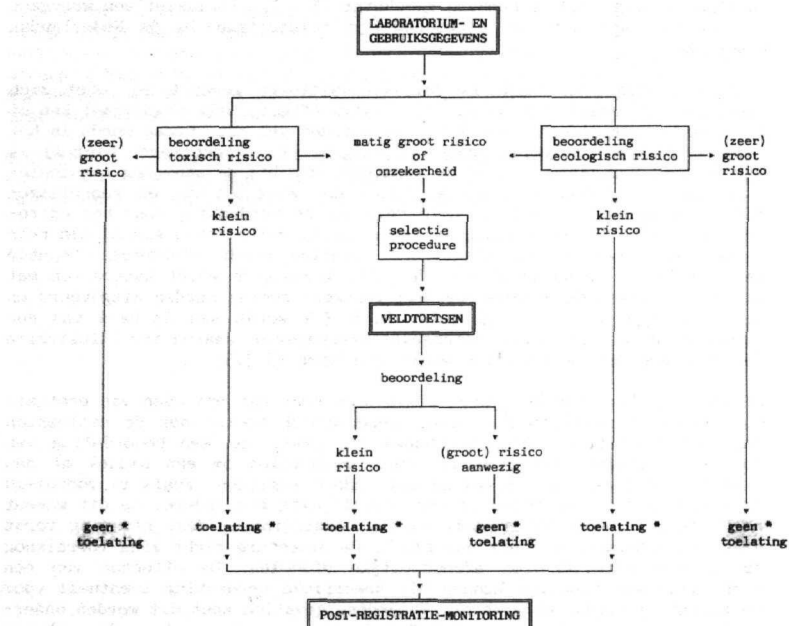 LABORATORIUM- EN
GEBRUIKSGEGEVENS
(zeer)
groot
risico
beoordeling
toxisch risico
matig groot risico
of
onzekerheid
beoordeling
ecologisch risico
(zeer)
groot
risico
klein
risico
klein
risico
selectie
procedure
VELDTOETSEN
beoordeling
klein
risico
(groot) risico
aanwezig
geen *
toelating
toelating *
toelating *
geen *
toelating
toelating *
geen *
toelating
POST-REGISTRATIE-MONITORING